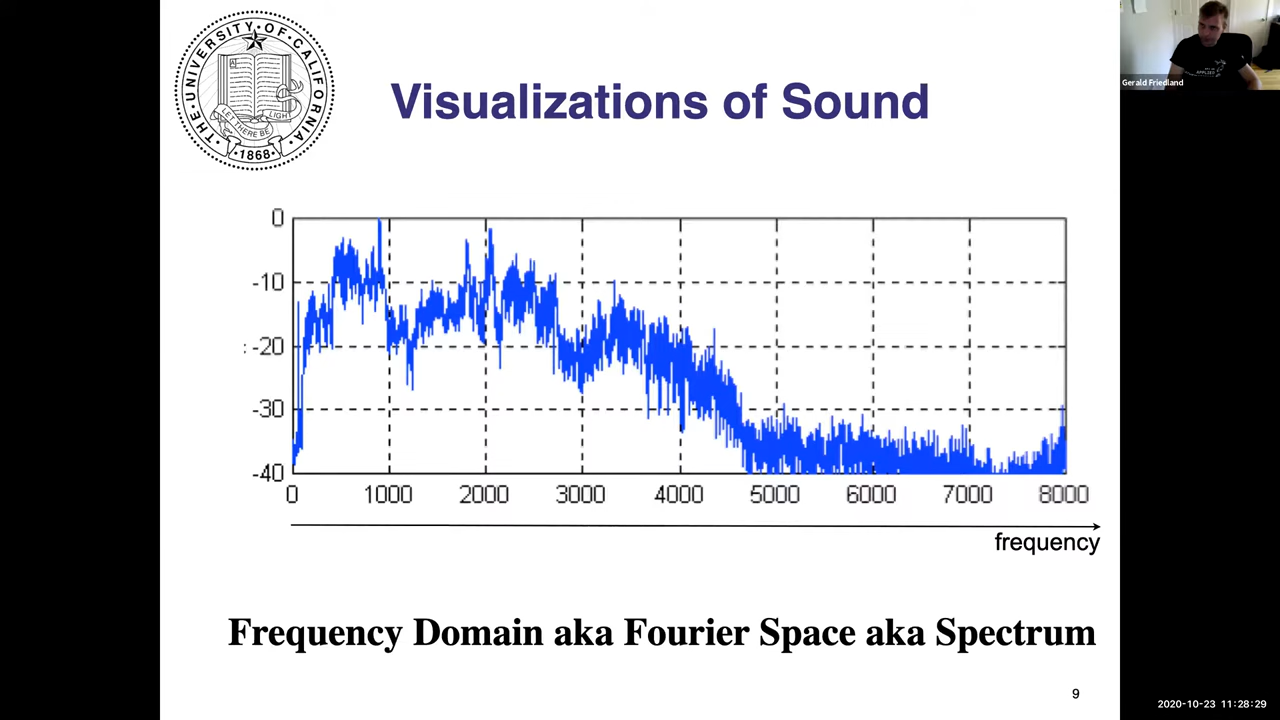 THE UNIVERSITY OF CALIFORNIA
A
LET THERE BE LIGHT
1868
Visualizations of Sound
Gerald Friedland
0
-10
: -20
-30
-40
0 1000 2000 3000 4000 5000 6000 7000 8000
frequency
Frequency Domain aka Fourier Space aka Spectrum
9
2020-10-23 11:28:29